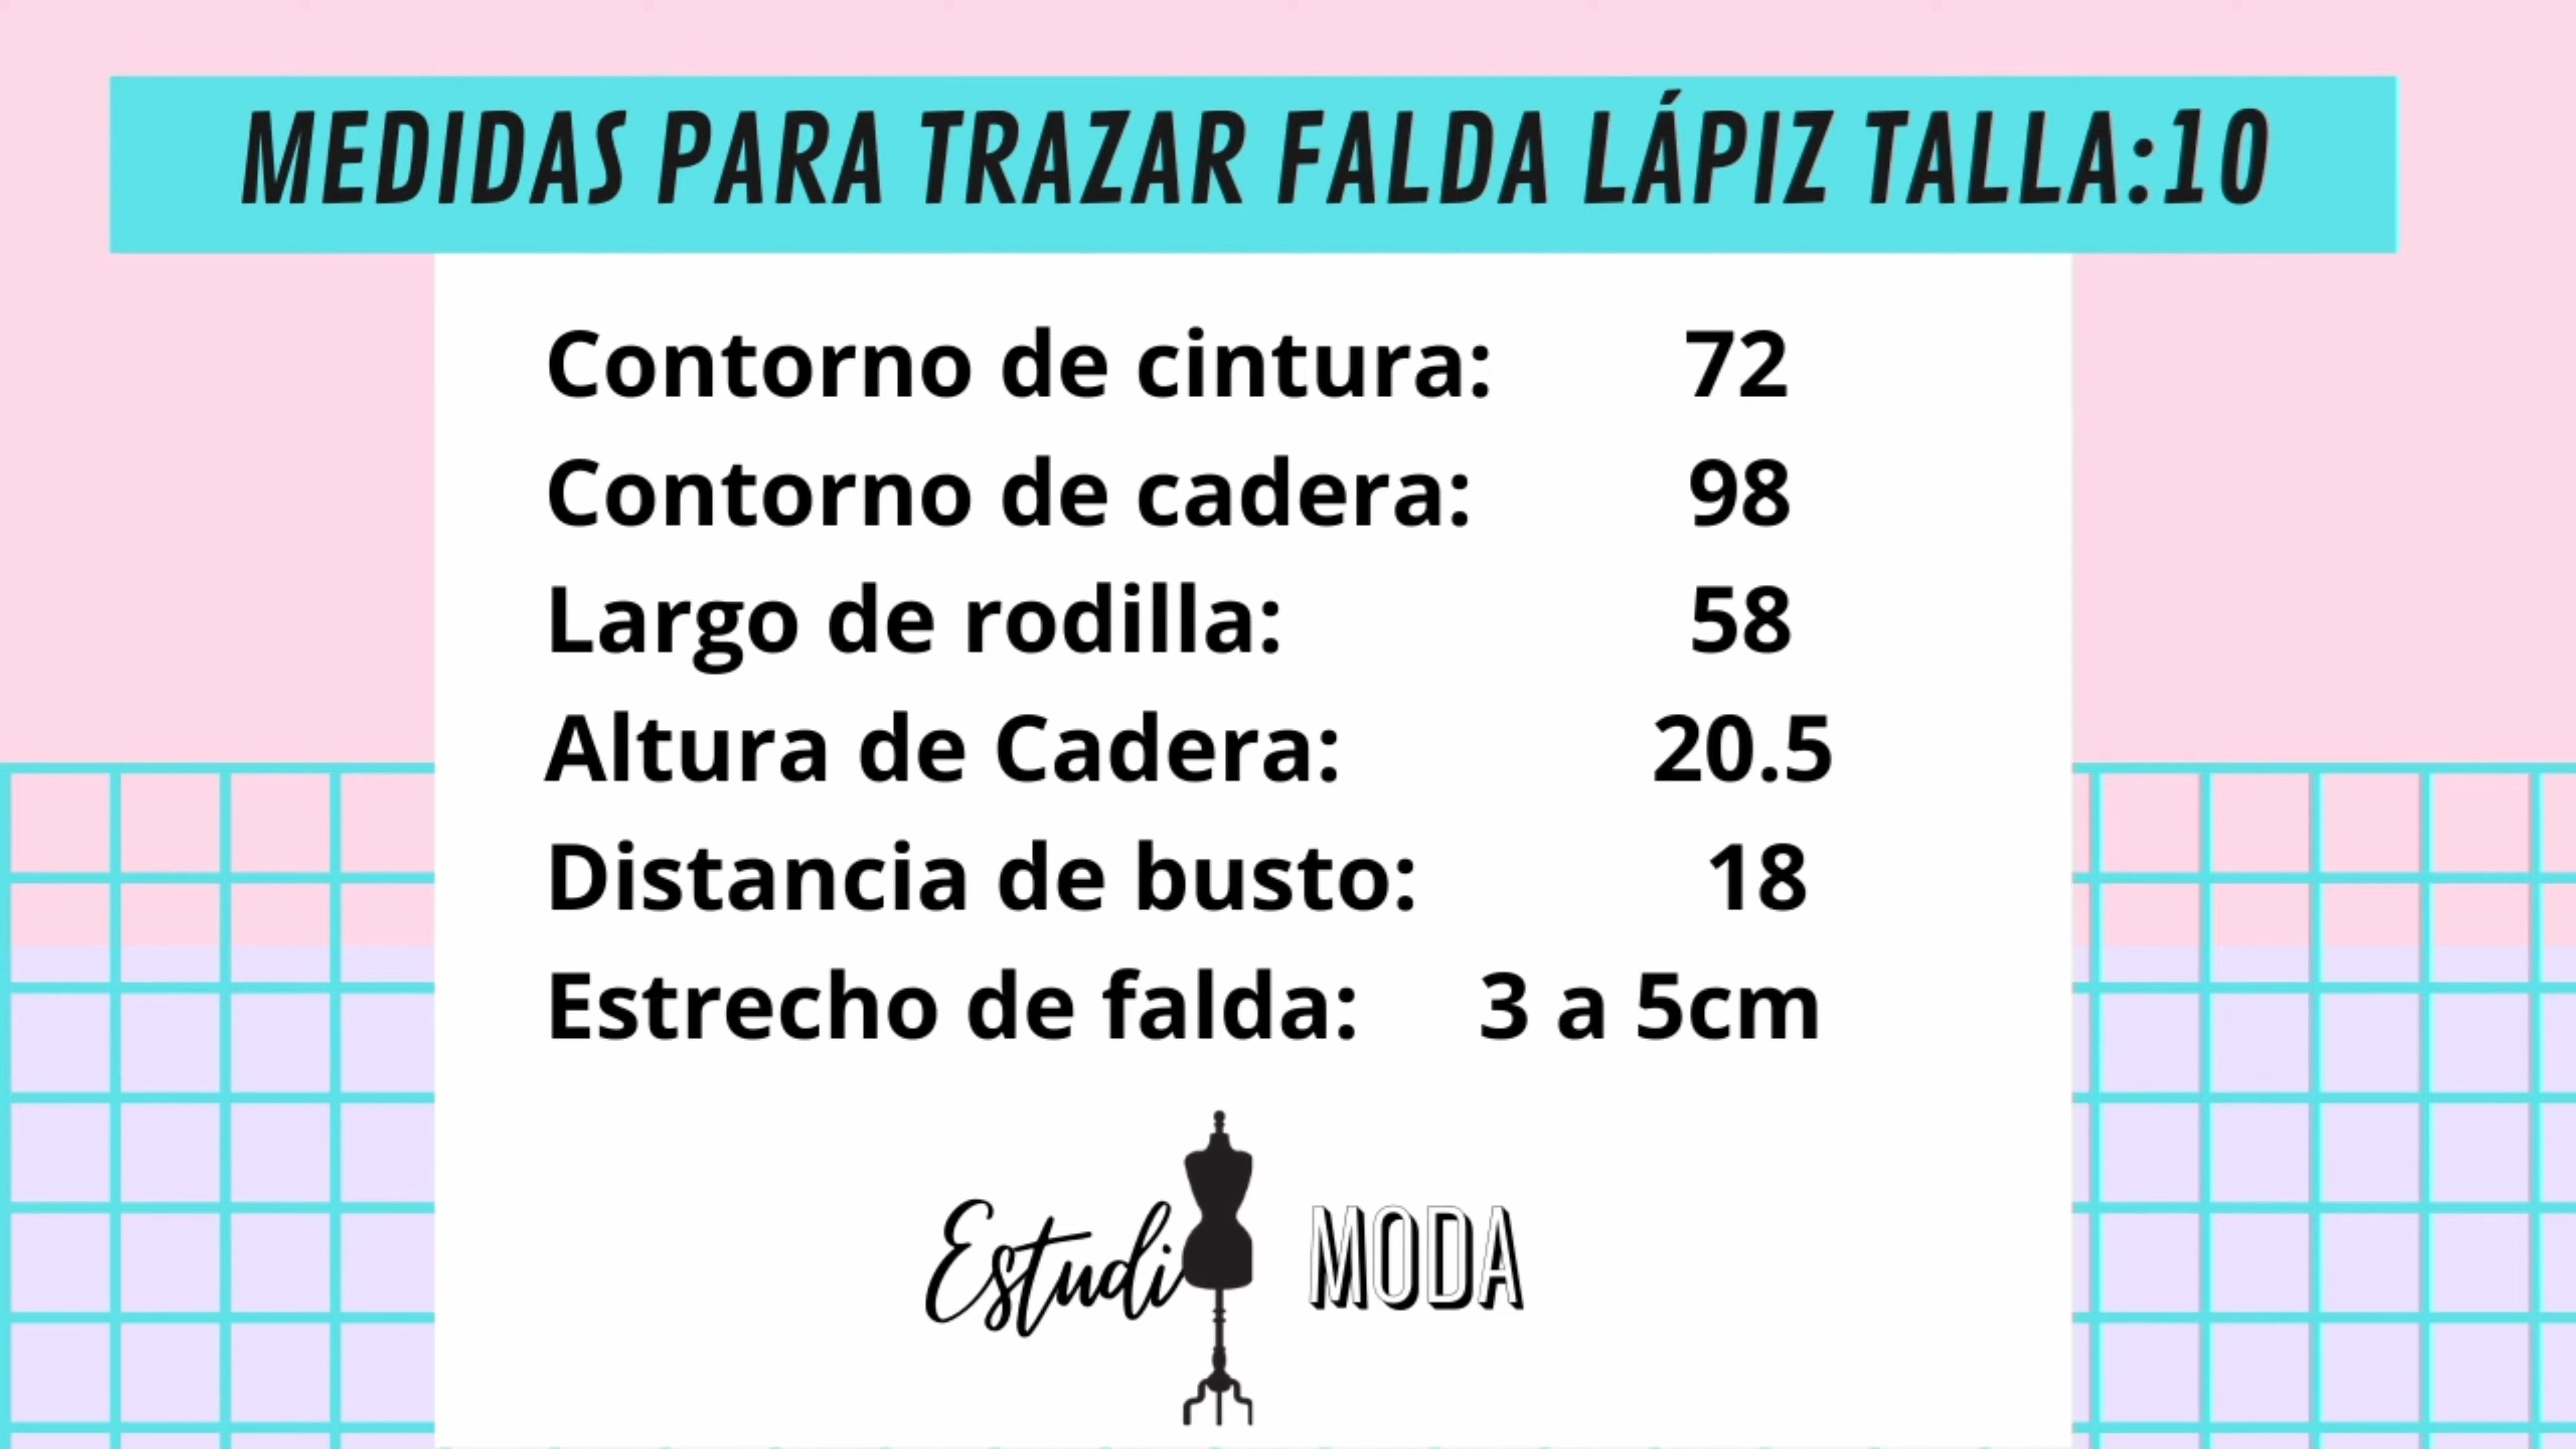 MEDIDAS PARA TRAZAR FALDA LÁPIZ TALLA:10
Contorno de cintura: 72
Contorno de cadera: 98
Largo de rodilla: 58
Altura de Cadera: 20.5
Distancia de busto: 18
Estrecho de falda: 3 a 5cm
Estudi MODA